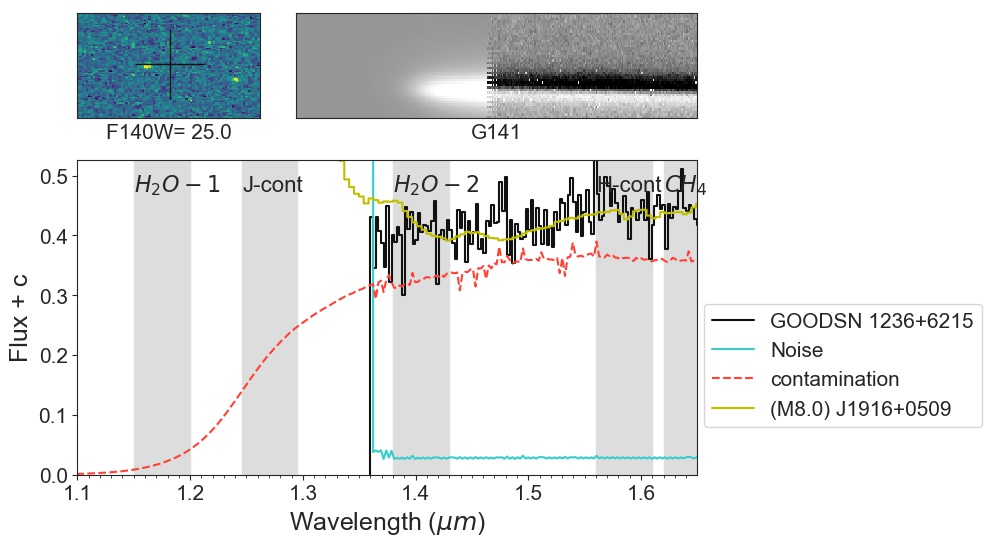 F140W= 25.0
G141
H₂O − 1
J-cont
H₂O − 2
H-cont
CH₄
0.5
0.4
0.3
0.2
0.1
0.0
Flux + c
1.1
1.2
1.3
1.4
1.5
1.6
Wavelength (μm)
GOODSN 1236+6215
Noise
contamination
(M8.0) J1916+0509